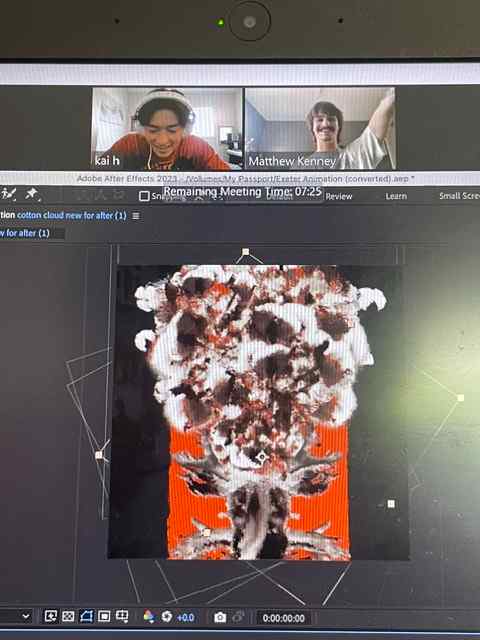 kai h
Matthew Kenney
Adobe After Effects 2023 - /Volumes/My Passport/Exeter Animation (converted).aep *
Remaining Meeting Time: 07:25
Default
Review
Learn
Small Scree
tion cotton cloud new for after (1)
w for after (1)
+0.0
0:00:00:00